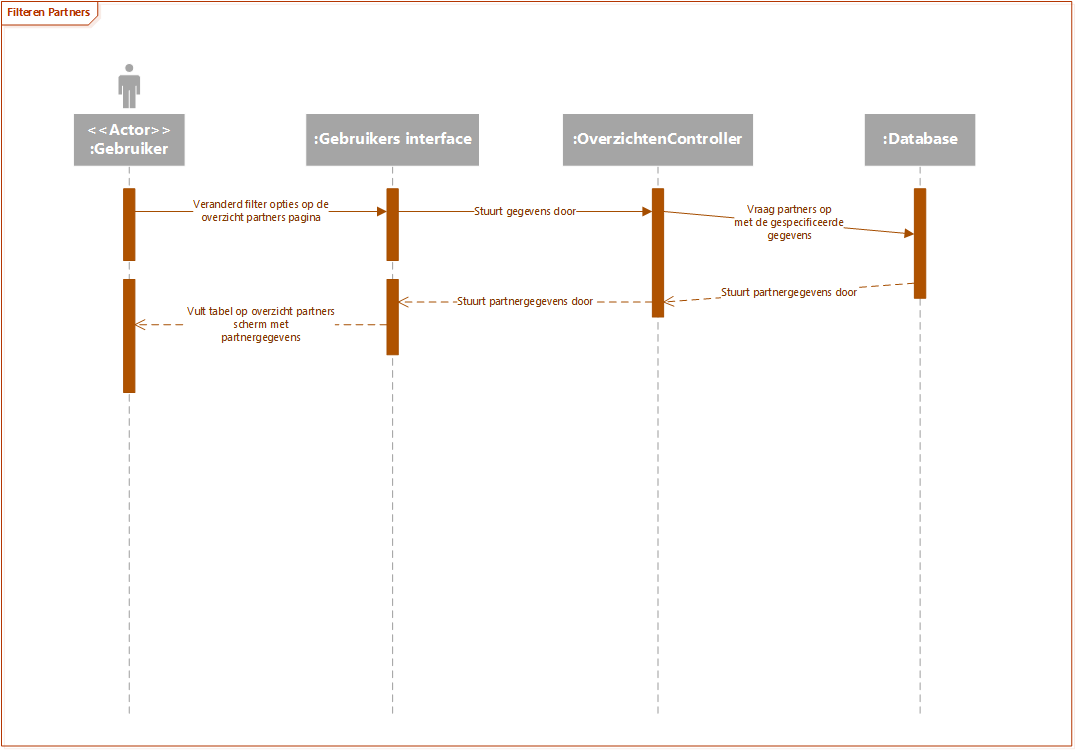 Filteren Partners
<<Actor>>
:Gebruiker
:Gebruikers interface
:OverzichtenController
:Database
Veranderd filter opties op de
overzicht partners pagina
Stuurt gegevens door
Vraag partners op
met de gespecificeerde
gegevens
Stuurt partnergegevens door
Stuurt partnergegevens door
Vult tabel op overzicht partners
scherm met
partnergegevens